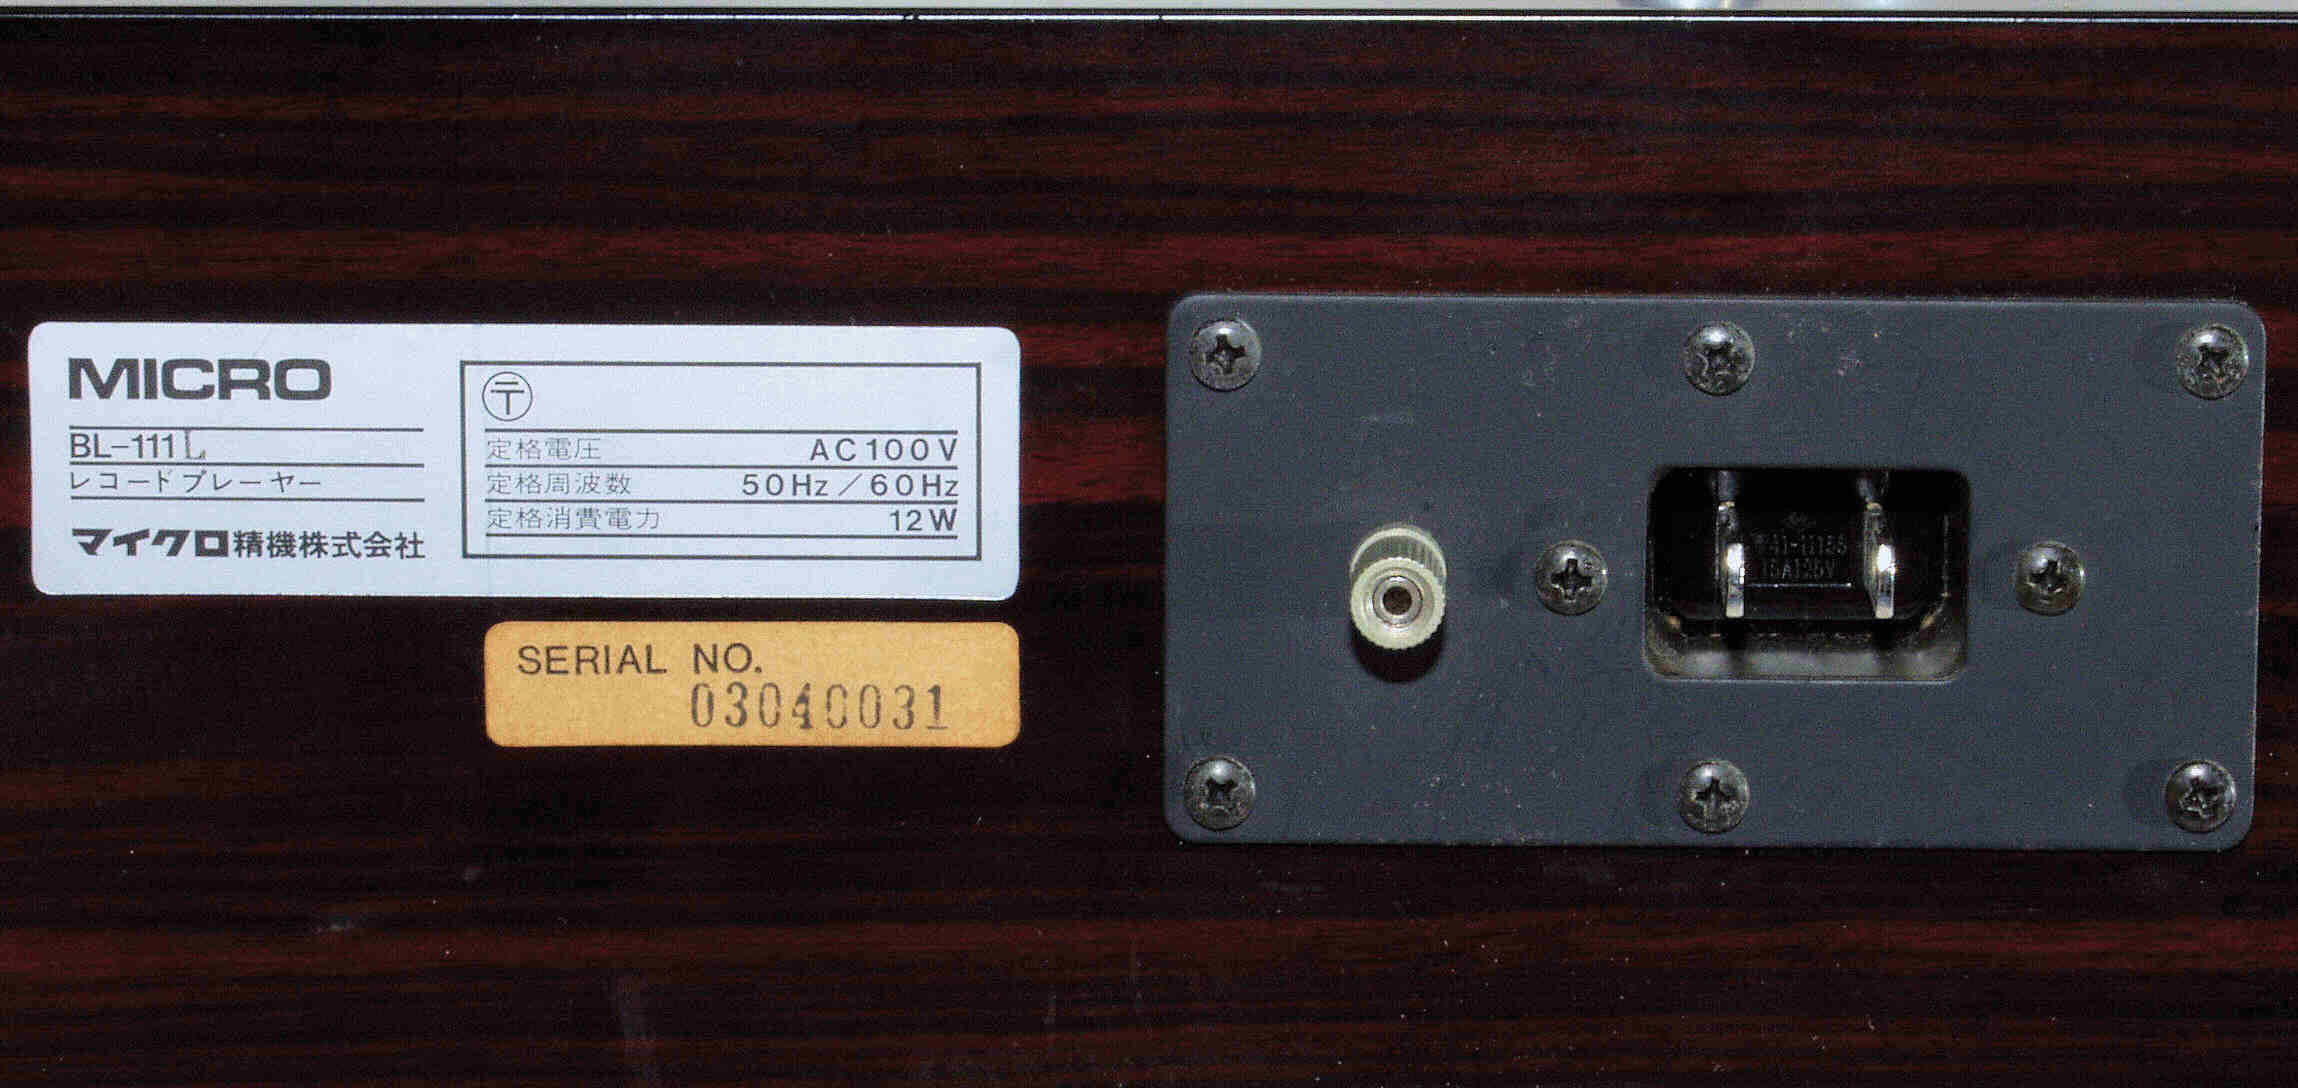 MICRO
BL-111L
レコードプレーヤー
マイクロ精機株式会社
〒
定格電圧 AC100V
定格周波数 50Hz/60Hz
定格消費電力 12W
SERIAL NO.
03040031
15A125V